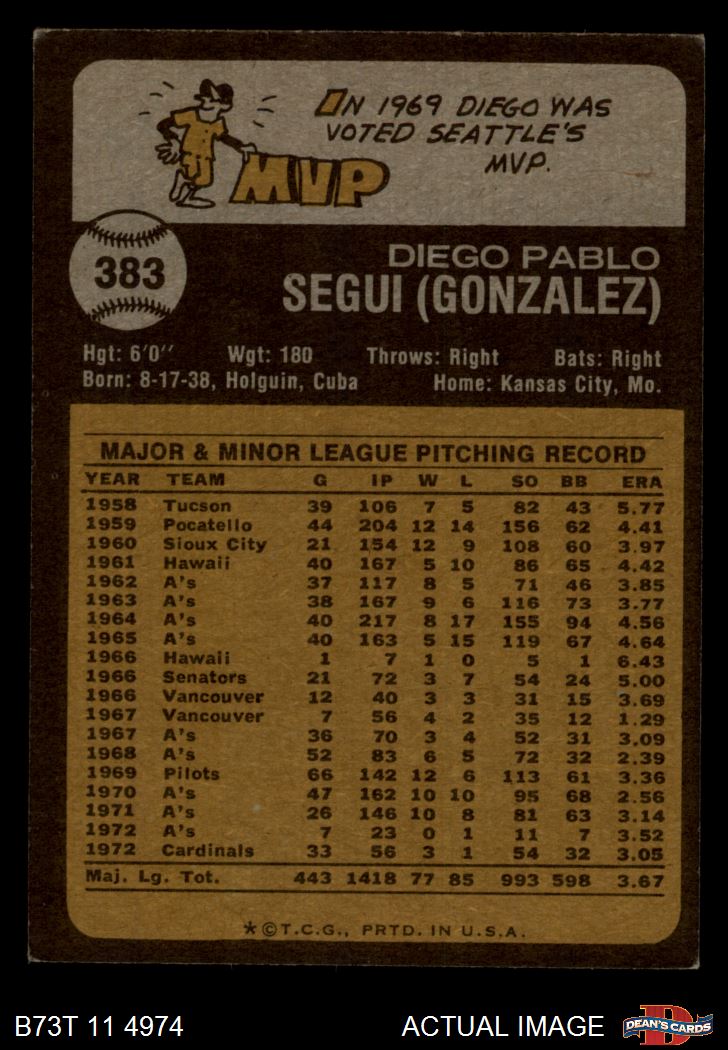 IN 1969 DIEGO WAS
VOTED SEATTLE'S
MVP.
MVP
383
DIEGO PABLO
SEGUI (GONZALEZ)
Hgt: 6'0" Wgt: 180 Throws: Right Bats: Right
Born: 8-17-38, Holguin, Cuba Home: Kansas City, Mo.
MAJOR & MINOR LEAGUE PITCHING RECORD
YEAR TEAM G IP W L SO BB ERA
1958 Tucson 39 106 7 5 82 43 5.77
1959 Pocatello 44 204 12 14 156 62 4.41
1960 Sioux City 21 154 12 9 108 60 3.97
1961 Hawaii 40 167 5 10 86 65 4.42
1962 A's 37 117 8 5 71 46 3.85
1963 A's 38 167 9 6 116 73 3.77
1964 A's 40 217 8 17 155 94 4.56
1965 A's 40 163 5 15 119 67 4.64
1966 Hawaii 1 7 1 0 5 1 6.43
1966 Senators 21 72 3 7 54 24 5.00
1966 Vancouver 12 40 3 3 31 15 3.69
1967 Vancouver 7 56 4 2 35 12 1.29
1967 A's 36 70 3 4 52 31 3.09
1968 A's 52 83 6 5 72 32 2.39
1969 Pilots 66 142 12 6 113 61 3.36
1970 A's 47 162 10 10 95 68 2.56
1971 A's 26 146 10 8 81 63 3.14
1972 A's 7 23 0 1 11 7 3.52
1972 Cardinals 33 56 3 1 54 32 3.05
Maj. Lg. Tot. 443 1418 77 85 993 598 3.67
*©T.C.G., PRTD. IN U.S.A.
B73T 11 4974 ACTUAL IMAGE D DEAN'S CARDS